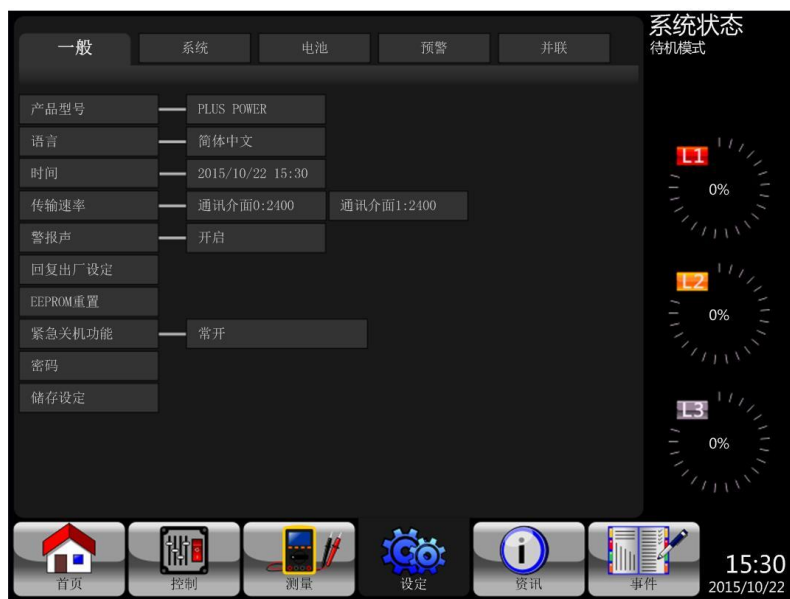 系统状态
待机模式
一般 系统 电池 预警 并联
产品型号 PLUS POWER
语言 简体中文
时间 2015/10/22 15:30
传输速率 通讯介面0:2400 通讯介面1:2400
警报声 开启
回复出厂设定
EEPROM重置
紧急关机功能 常开
密码
储存设定
L1
0%
L2
0%
L3
0%
首页 控制 测量 设定 资讯 事件
15:30
2015/10/22